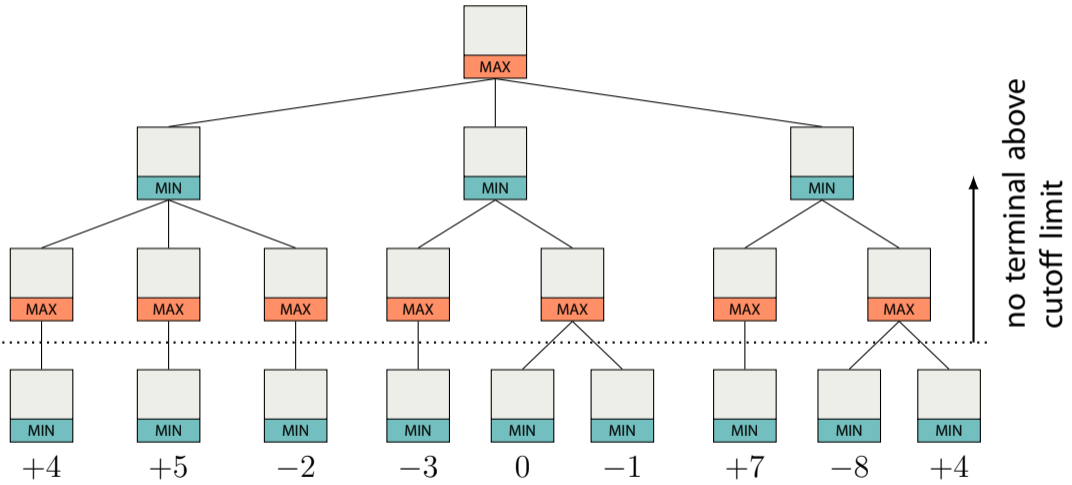 MAX
MIN MIN MIN
MAX MAX MAX MAX MAX MAX MAX
MIN MIN MIN MIN MIN MIN MIN MIN MIN
+4 +5 −2 −3 0 −1 +7 −8 +4
no terminal above
cutoff limit